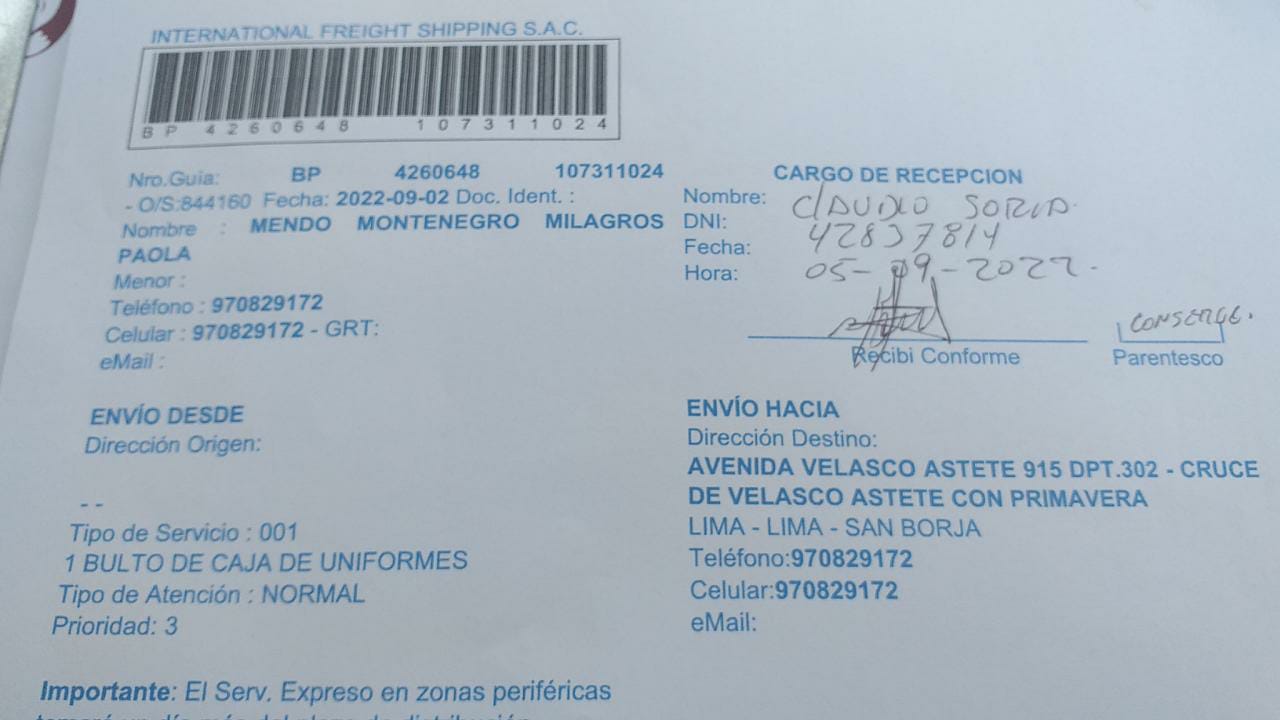 INTERNATIONAL FREIGHT SHIPPING S.A.C.
BP 4260648 107311024
Nro.Guia: BP 4260648 107311024
- O/S:844160 Fecha: 2022-09-02 Doc. Ident. :
Nombre : MENDO MONTENEGRO MILAGROS
PAOLA
Menor :
Teléfono : 970829172
Celular : 970829172 - GRT:
eMail :
CARGO DE RECEPCION
Nombre: CLAUDIO SORIA.
DNI: 42837814
Fecha: 05-09-2022.
Hora:
CONSERGE.
Recibi Conforme Parentesco
ENVÍO DESDE
Dirección Origen:
- -
Tipo de Servicio : 001
1 BULTO DE CAJA DE UNIFORMES
Tipo de Atención : NORMAL
Prioridad: 3
ENVÍO HACIA
Dirección Destino:
AVENIDA VELASCO ASTETE 915 DPT.302 - CRUCE
DE VELASCO ASTETE CON PRIMAVERA
LIMA - LIMA - SAN BORJA
Teléfono:970829172
Celular:970829172
eMail:
Importante: El Serv. Expreso en zonas periféricas